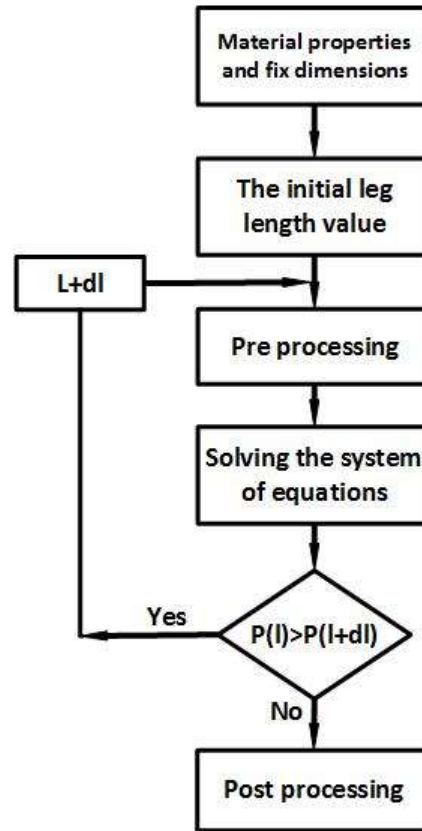 Material properties
and fix dimensions
The initial leg
length value
L+dl
Pre processing
Solving the system
of equations
Yes
P(l)>P(l+dl)
No
Post processing